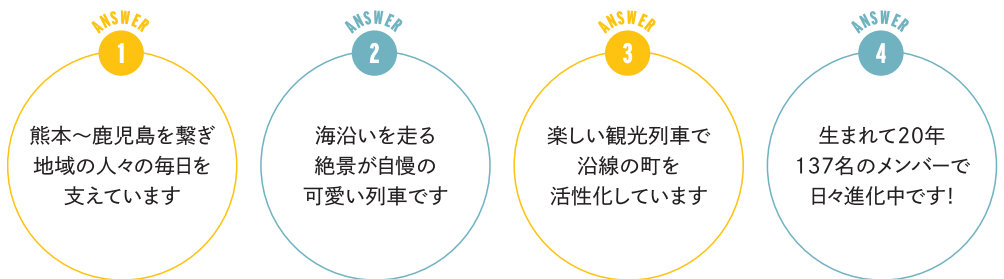 ANSWER
1
熊本〜鹿児島を繋ぎ
地域の人々の毎日を
支えています
ANSWER
2
海沿いを走る
絶景が自慢の
可愛い列車です
ANSWER
3
楽しい観光列車で
沿線の町を
活性化しています
ANSWER
4
生まれて20年
137名のメンバーで
日々進化中です!